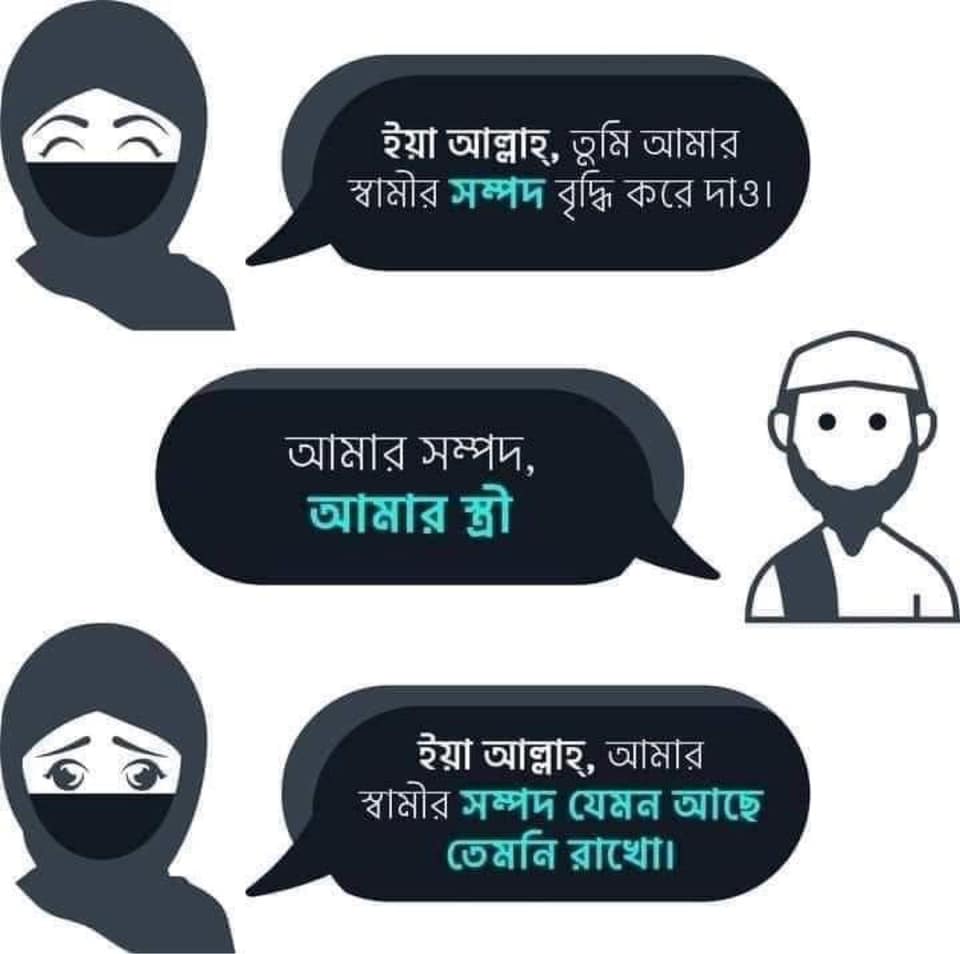 ইয়া আল্লাহ্, তুমি আমার
স্বামীর সম্পদ বৃদ্ধি করে দাও।
আমার সম্পদ,
আমার স্ত্রী
ইয়া আল্লাহ্, আমার
স্বামীর সম্পদ যেমন আছে
তেমনি রাখো।